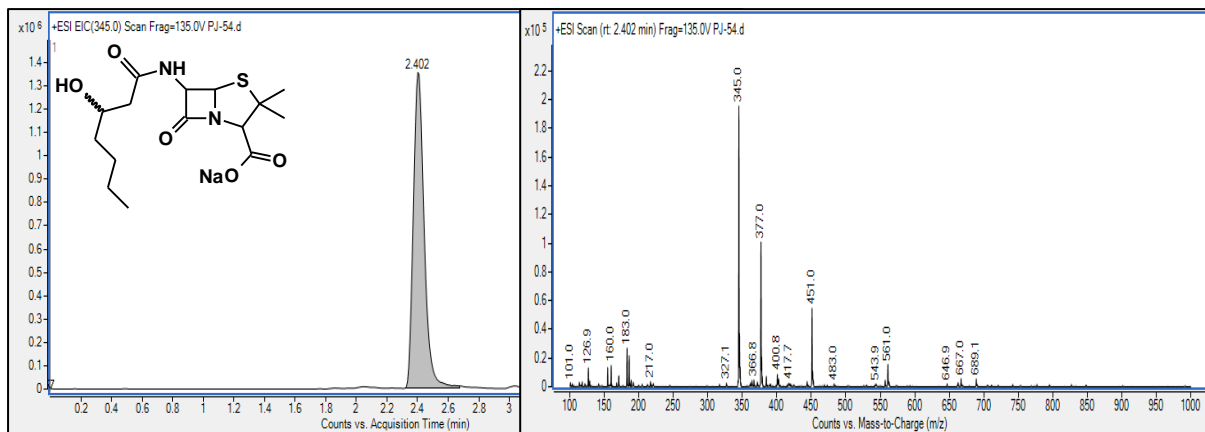 +ESI EIC(345.0) Scan Frag=135.0V PJ-54.d
x10 6
1
1.4
1.3
1.2
1.1
1
0.9
0.8
0.7
0.6
0.5
0.4
0.3
0.2
0.1
0
2.402
O
NH
HO
S
O
N
NaO
O
0.2 0.4 0.6 0.8 1 1.2 1.4 1.6 1.8 2 2.2 2.4 2.6 2.8 3
Counts vs. Acquisition Time (min)
+ESI Scan (rt: 2.402 min) Frag=135.0V PJ-54.d
x10 5
2.2
2
1.8
1.6
1.4
1.2
1
0.8
0.6
0.4
0.2
0
101.0
126.9
160.0
183.0
217.0
327.1
345.0
366.8
377.0
400.8
417.7
451.0
483.0
543.9
561.0
646.9
667.0
689.1
100 150 200 250 300 350 400 450 500 550 600 650 700 750 800 850 900 950 1000
Counts vs. Mass-to-Charge (m/z)